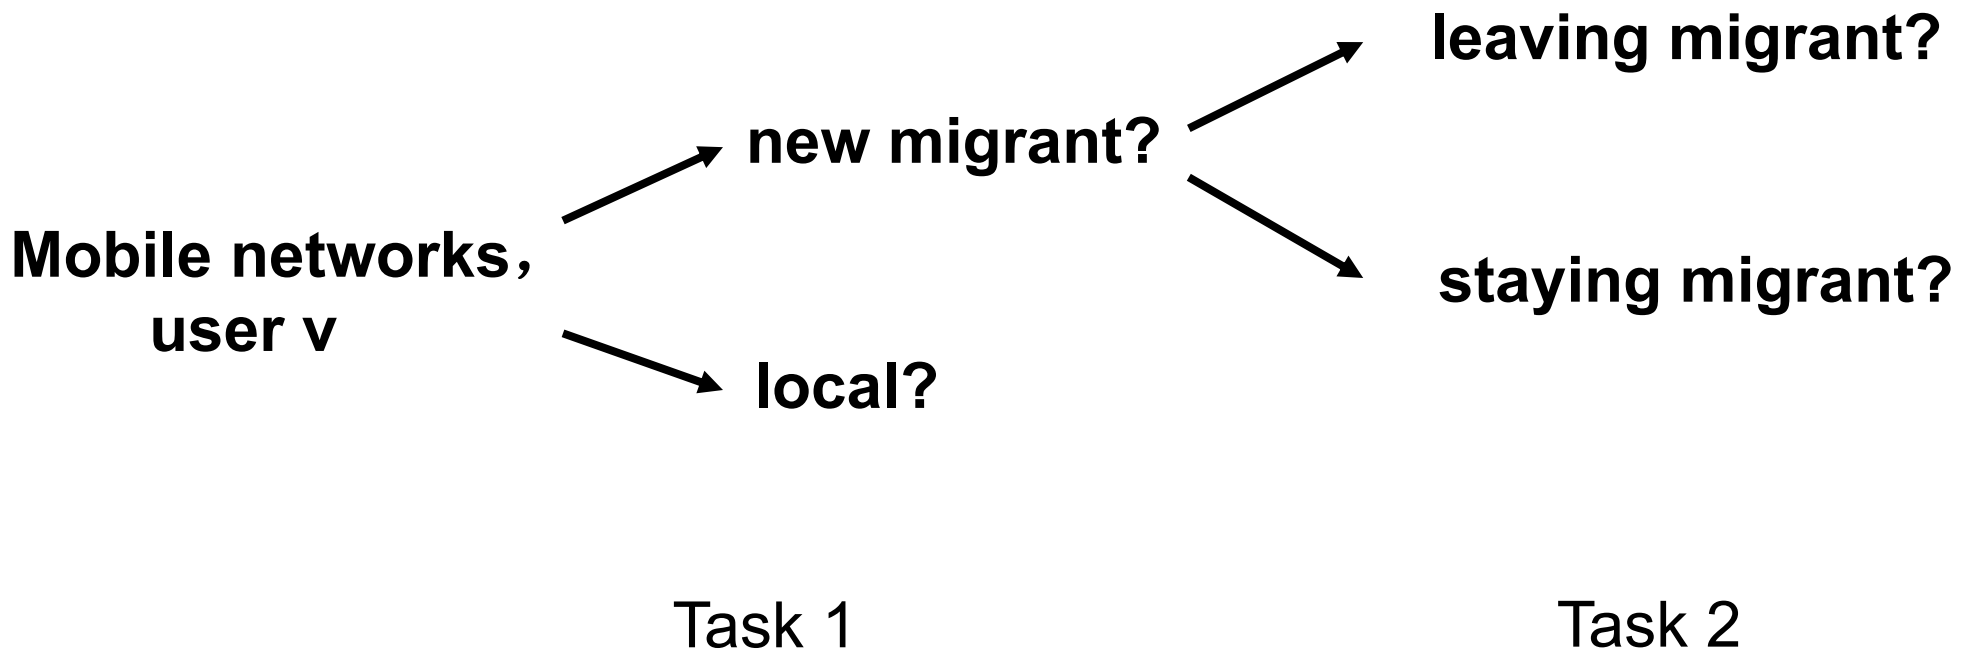 leaving migrant?
new migrant?
Mobile networks，
user v
staying migrant?
local?
Task 1
Task 2